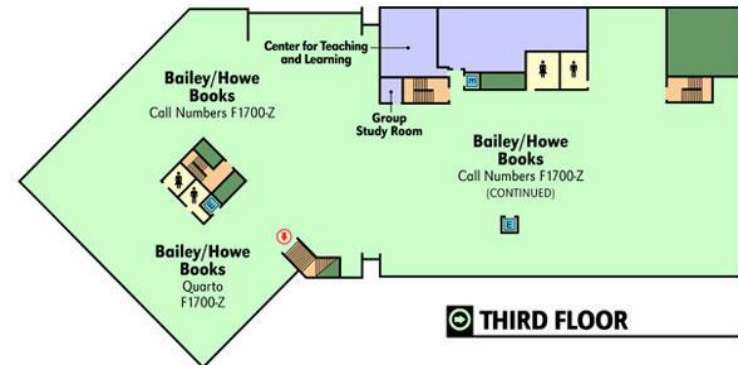 Center for Teaching
and Learning
Bailey/Howe
Books
Call Numbers F1700-Z
Group
Study Room
Bailey/Howe
Books
Call Numbers F1700-Z
(CONTINUED)
E
E
E
Bailey/Howe
Books
Quarto
F1700-Z
THIRD FLOOR